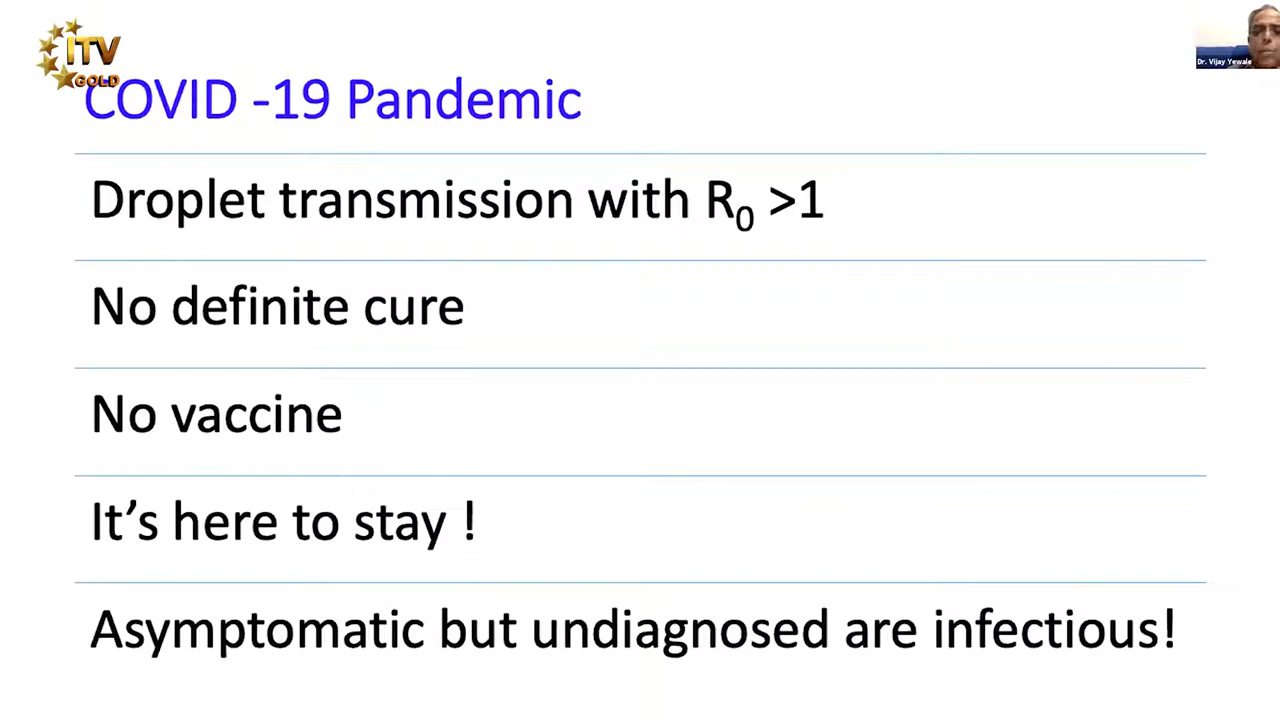 ITV
GOLD
Dr. Vijay Yewale
COVID -19 Pandemic
Droplet transmission with R₀ >1
No definite cure
No vaccine
It’s here to stay !
Asymptomatic but undiagnosed are infectious!